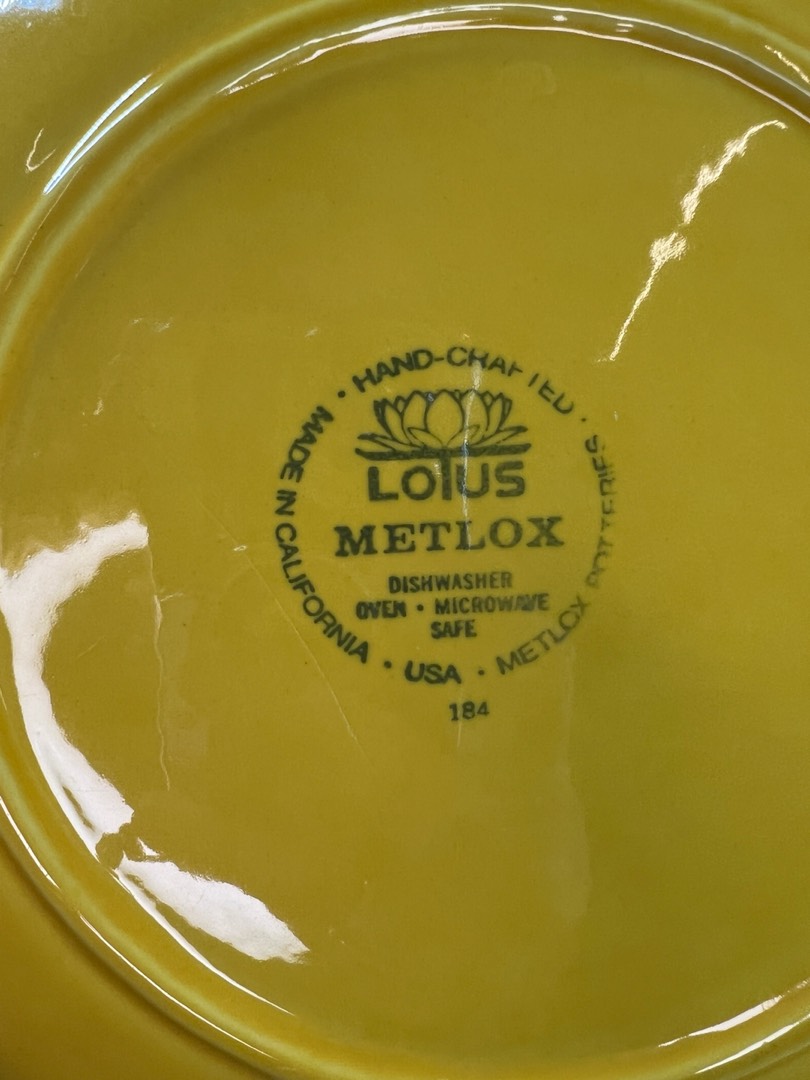 MADE IN CALIFORNIA • HAND-CRAFTED • METLOX POTTERIES • USA •
LOTUS
METLOX
DISHWASHER
OVEN • MICROWAVE
SAFE
184